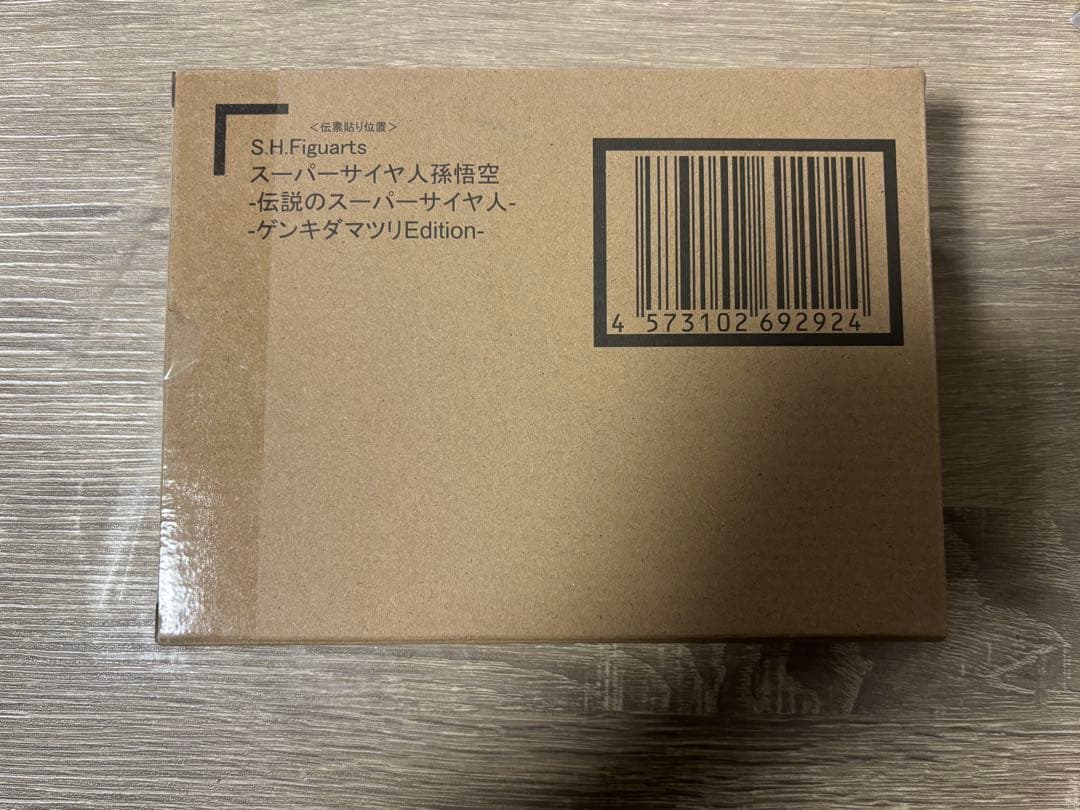 <伝票貼り位置>
S.H.Figuarts
スーパーサイヤ人孫悟空
-伝説のスーパーサイヤ人-
-ゲンキダマツリEdition-
4 573102 692924